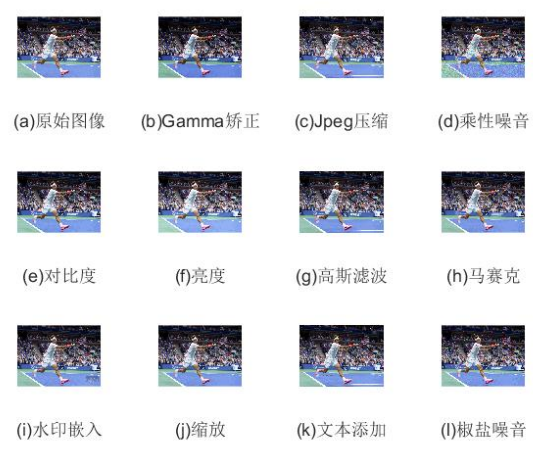 (a)原始图像 (b)Gamma矫正 (c)Jpeg压缩 (d)乘性噪音
(e)对比度 (f)亮度 (g)高斯滤波 (h)马赛克
(i)水印嵌入 (j)缩放 (k)文本添加 (l)椒盐噪音